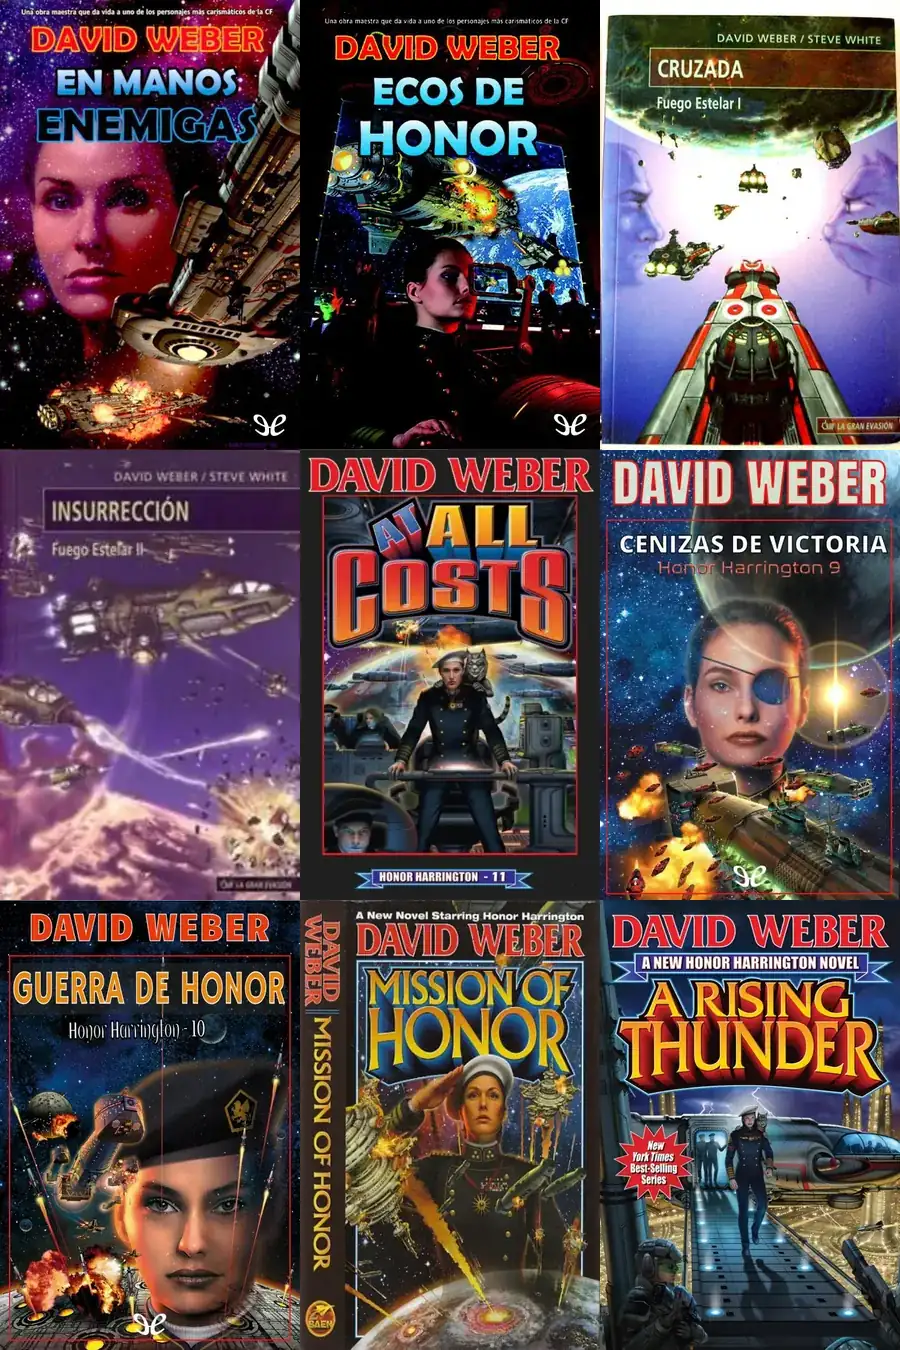 Una obra maestra que da vida a uno de los personajes más carismáticos de la CF
DAVID WEBER
EN MANOS
ENEMIGAS
Una obra maestra que da vida a uno de los personajes más carismáticos de la CF
DAVID WEBER
ECOS DE
HONOR
DAVID WEBER / STEVE WHITE
CRUZADA
Fuego Estelar I
LA GRAN EVASIÓN
DAVID WEBER / STEVE WHITE
INSURRECCIÓN
Fuego Estelar II
LA GRAN EVASIÓN
DAVID WEBER
AT ALL
COSTS
HONOR HARRINGTON - 11
DAVID WEBER
CENIZAS DE VICTORIA
Honor Harrington 9
DAVID WEBER
GUERRA DE HONOR
Honor Harrington - 10
DAVID WEBER
MISSION OF HONOR
BAEN
A New Novel Starring Honor Harrington
DAVID WEBER
MISSION OF
HONOR
DAVID WEBER
A NEW HONOR HARRINGTON NOVEL
A RISING
THUNDER
New
York Times
Best-Selling
Series